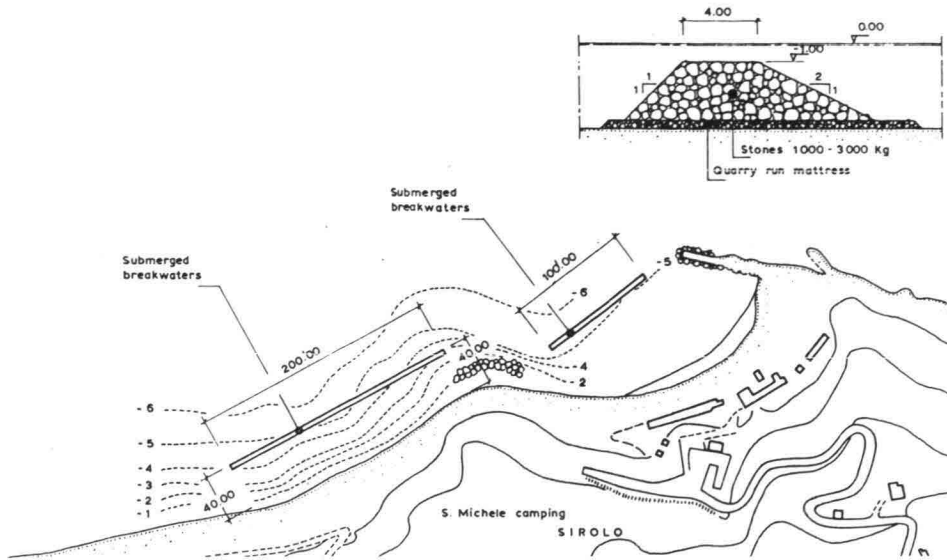 4.00
0.00
-1.00
1
1
2
1
Stones 1000 - 3000 Kg
Quarry run mattress
Submerged
breakwaters
Submerged
breakwaters
100.00
- 5
- 6
200.00
40.00
- 4
- 2
- 6
- 5
- 4
- 3
- 2
- 1
40.00
S. Michele camping
SIROLO